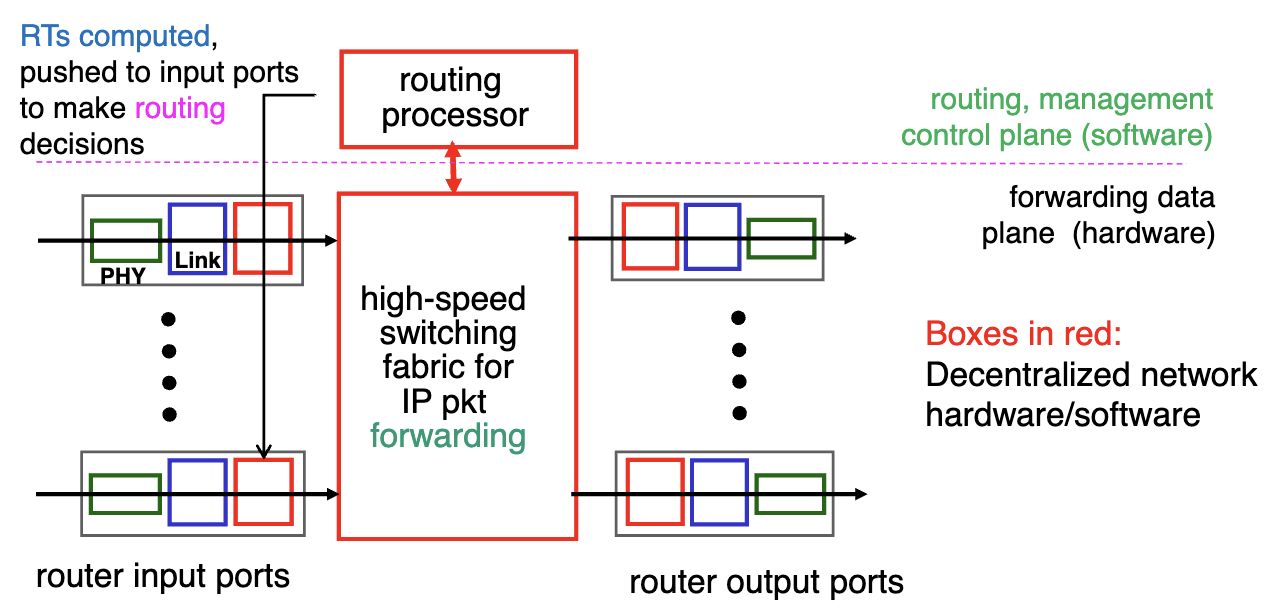 RTs computed,
pushed to input ports
to make routing
decisions
routing
processor
routing, management
control plane (software)
forwarding data
plane (hardware)
PHY
Link
high-speed
switching
fabric for
IP pkt
forwarding
Boxes in red:
Decentralized network
hardware/software
router input ports
router output ports